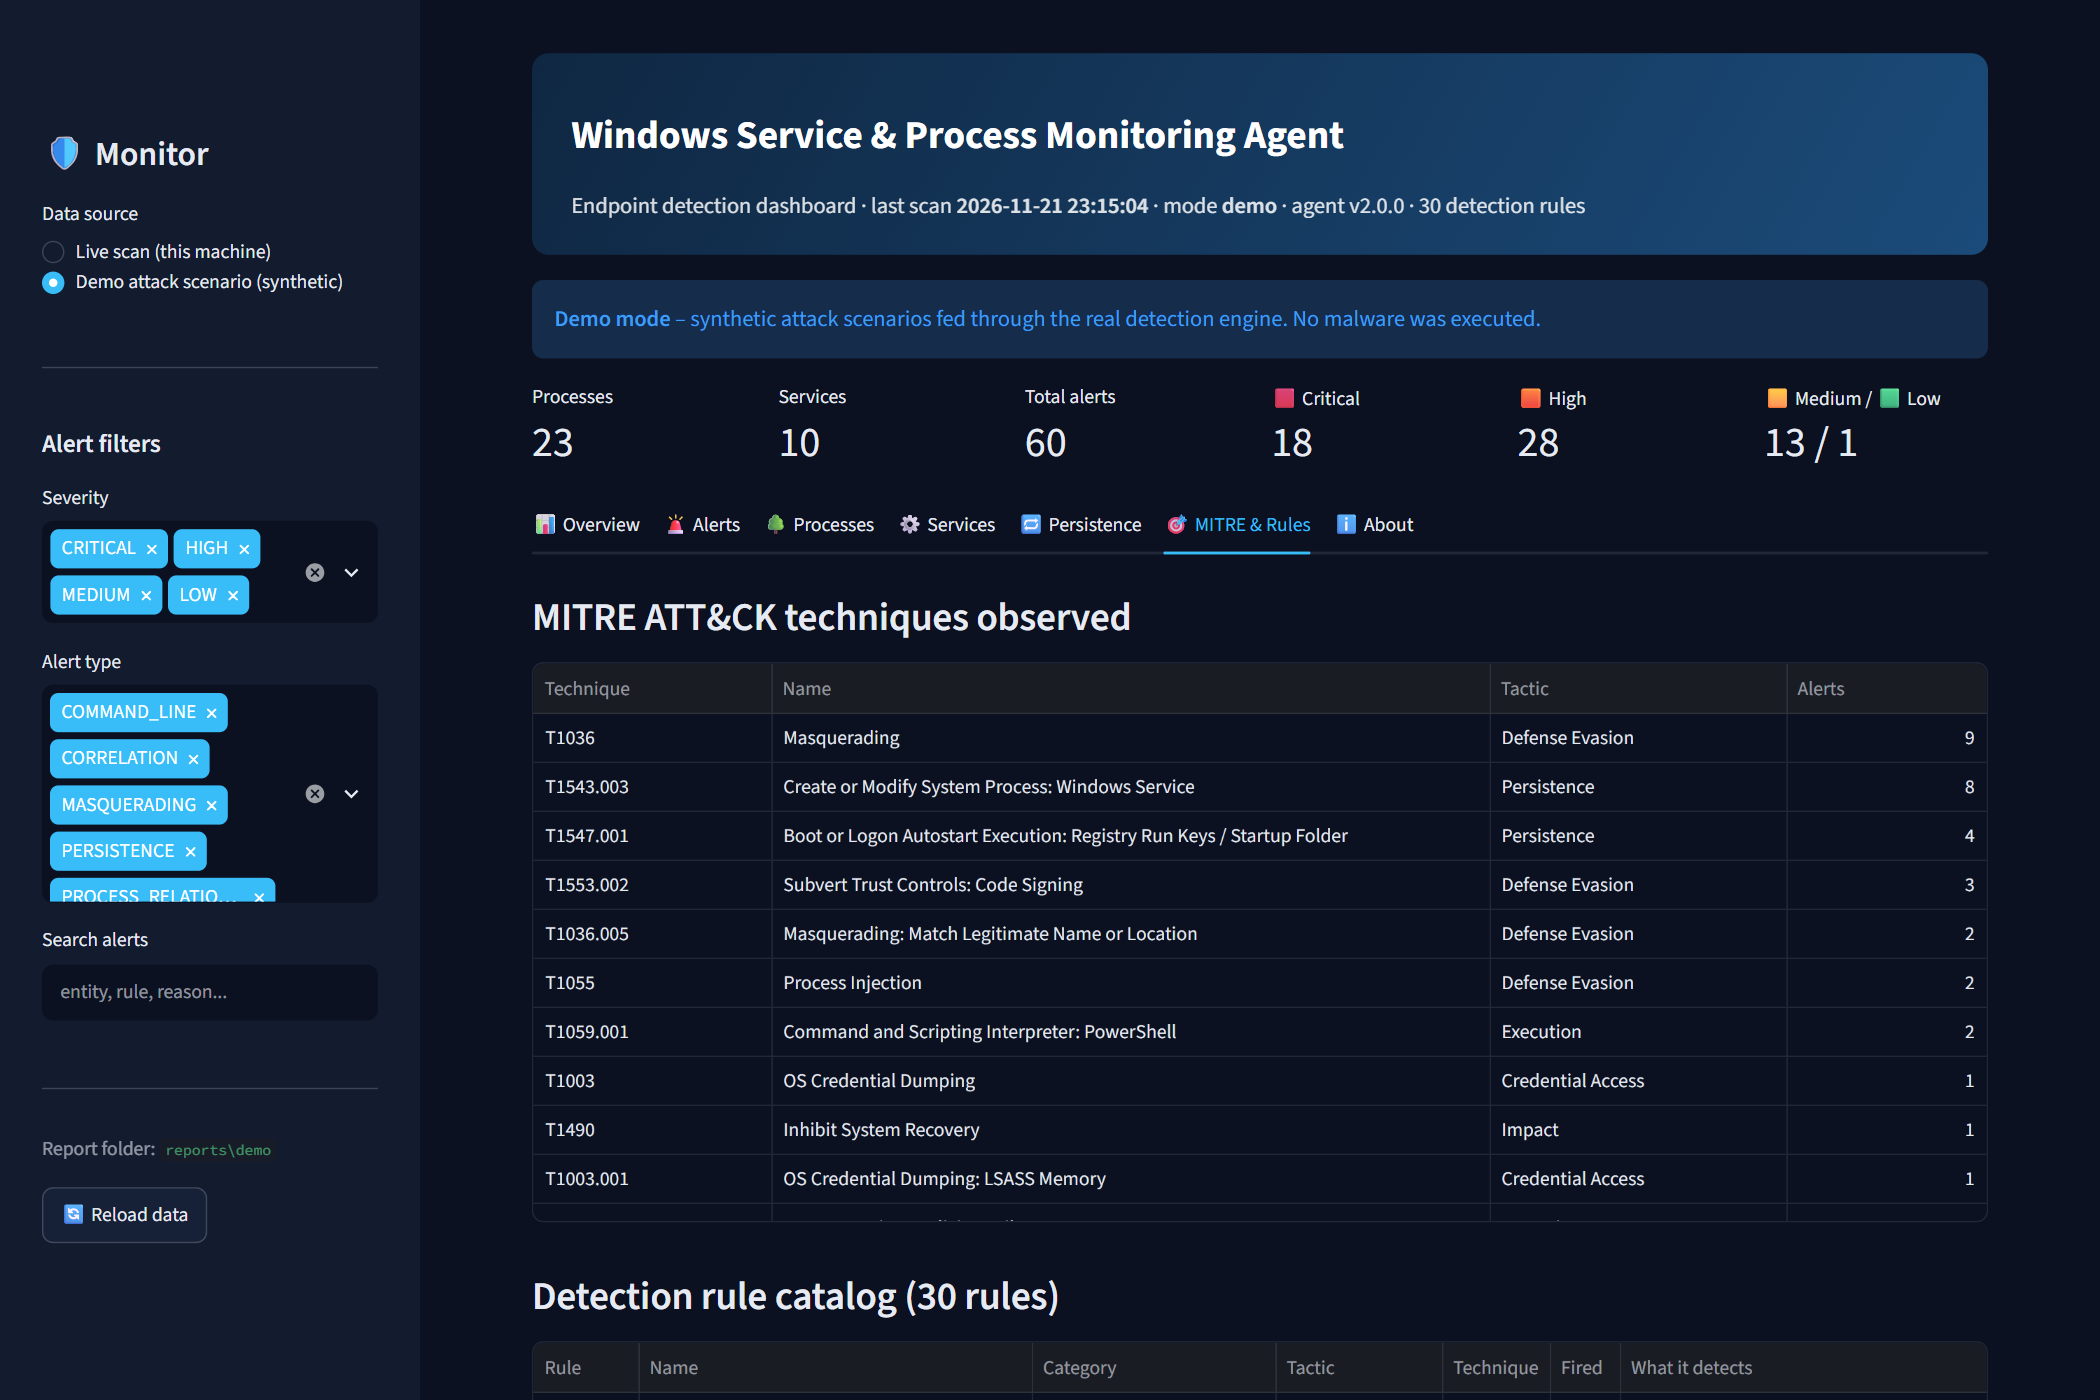 Monitor
Data source
Live scan (this machine)
Demo attack scenario (synthetic)
Alert filters
Severity
CRITICAL × HIGH ×
MEDIUM × LOW ×
Alert type
COMMAND_LINE ×
CORRELATION ×
MASQUERADING ×
PERSISTENCE ×
PROCESS_RELATIO... ×
Search alerts
entity, rule, reason...
Report folder: reports\demo
Reload data
Windows Service & Process Monitoring Agent
Endpoint detection dashboard · last scan 2026-11-21 23:15:04 · mode demo · agent v2.0.0 · 30 detection rules
Demo mode – synthetic attack scenarios fed through the real detection engine. No malware was executed.
Processes Services Total alerts Critical High Medium / Low
23 10 60 18 28 13 / 1
Overview Alerts Processes Services Persistence MITRE & Rules About
MITRE ATT&CK techniques observed
Technique Name Tactic Alerts
T1036 Masquerading Defense Evasion 9
T1543.003 Create or Modify System Process: Windows Service Persistence 8
T1547.001 Boot or Logon Autostart Execution: Registry Run Keys / Startup Folder Persistence 4
T1553.002 Subvert Trust Controls: Code Signing Defense Evasion 3
T1036.005 Masquerading: Match Legitimate Name or Location Defense Evasion 2
T1055 Process Injection Defense Evasion 2
T1059.001 Command and Scripting Interpreter: PowerShell Execution 2
T1003 OS Credential Dumping Credential Access 1
T1490 Inhibit System Recovery Impact 1
T1003.001 OS Credential Dumping: LSASS Memory Credential Access 1
Detection rule catalog (30 rules)
Rule Name Category Tactic Technique Fired What it detects